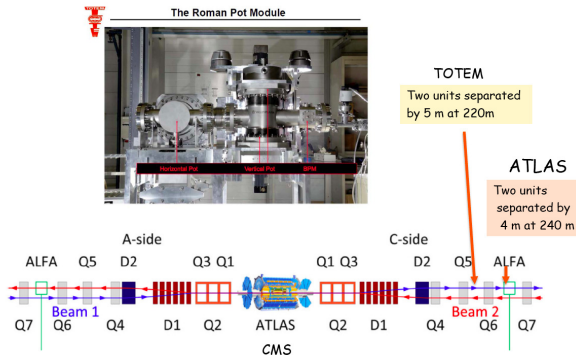 TOTEM
The Roman Pot Module
Horizontal Pot Vertical Pot BPM
TOTEM
Two units separated
by 5 m at 220m
ATLAS
Two units
separated by
4 m at 240 m
A-side C-side
ALFA Q5 D2 Q3 Q1 Q1 Q3 D2 Q5 ALFA
Beam 1 Beam 2
Q7 Q6 Q4 D1 Q2 ATLAS Q2 D1 Q4 Q6 Q7
CMS